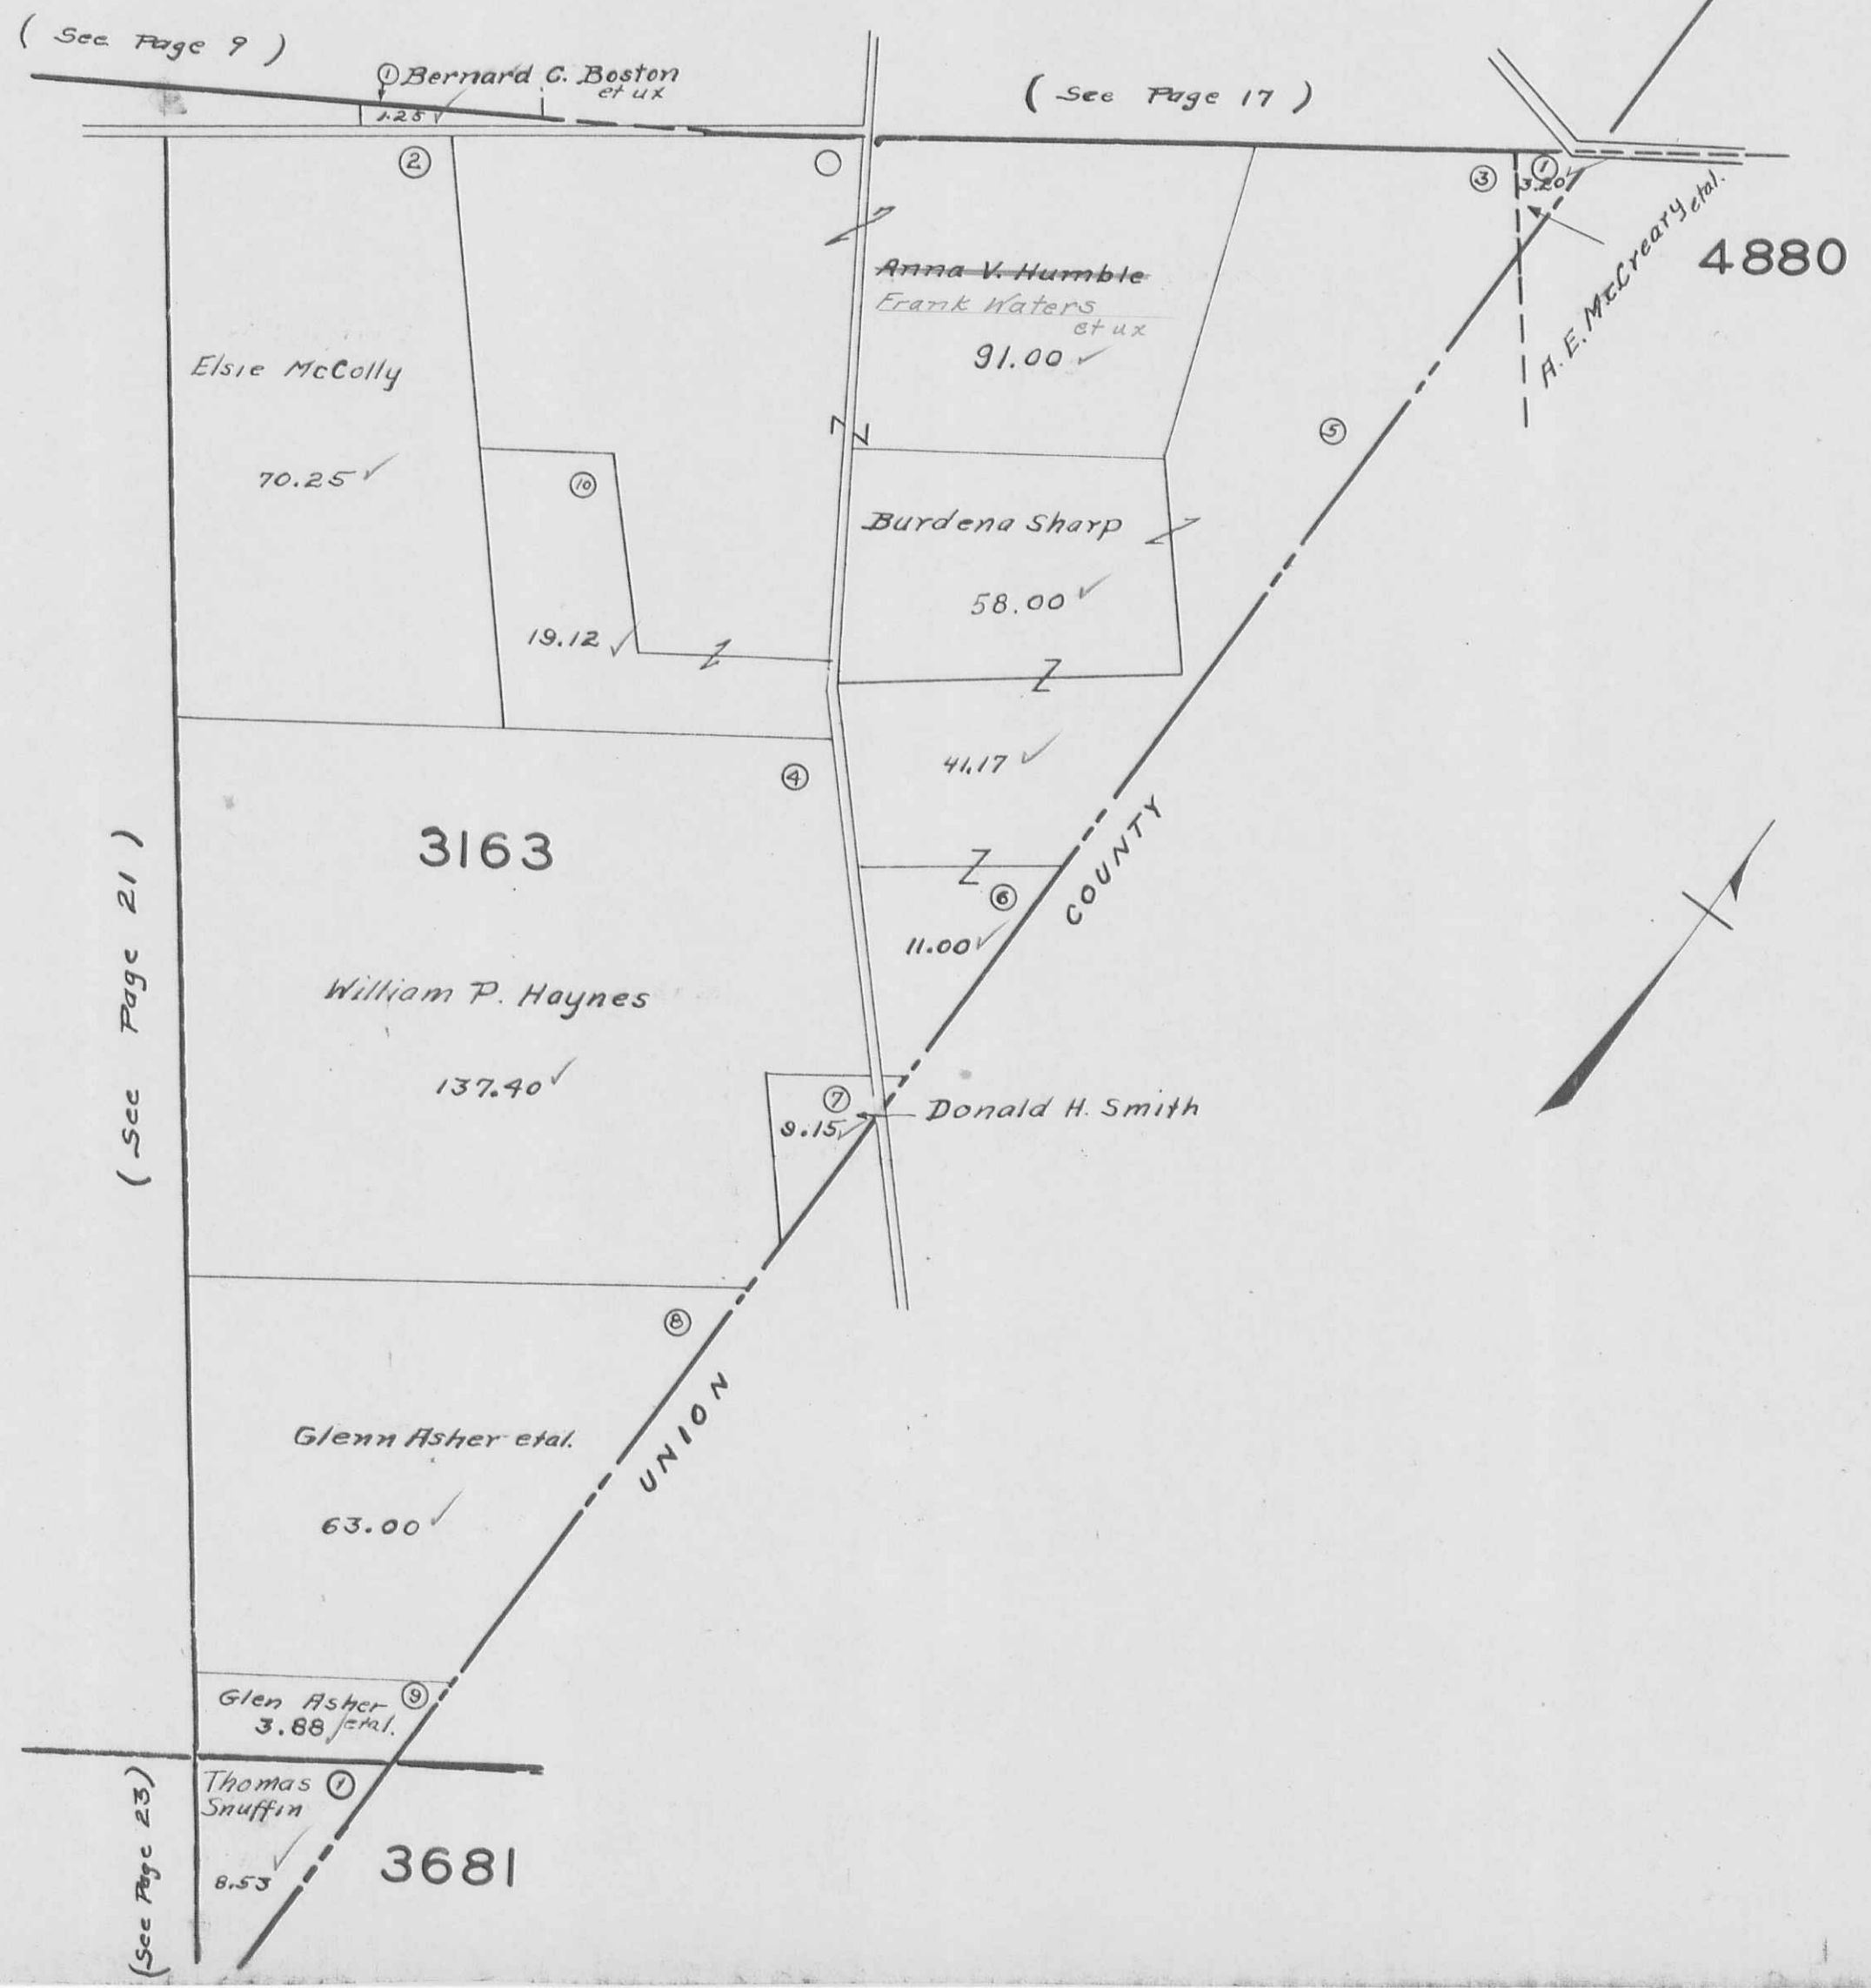 ( See Page 9 )
① Bernard C. Boston
et ux
1.25
( See Page 17 )
②
③
①
3.20
A. E. McCreary etal.
4880
Anna V. Humble
Frank Waters
et ux
91.00
Elsie McColly
70.25
⑤
⑩
19.12
Burdena Sharp
58.00
41.17
④
3163
( See Page 21 )
⑥
11.00
COUNTY
William P. Haynes
137.40
⑦
9.15
Donald H. Smith
⑧
UNION
Glenn Asher etal.
63.00
Glen Asher ⑨
3.88 etal.
Thomas ①
Snuffin
8.53
3681
(See Page 23)